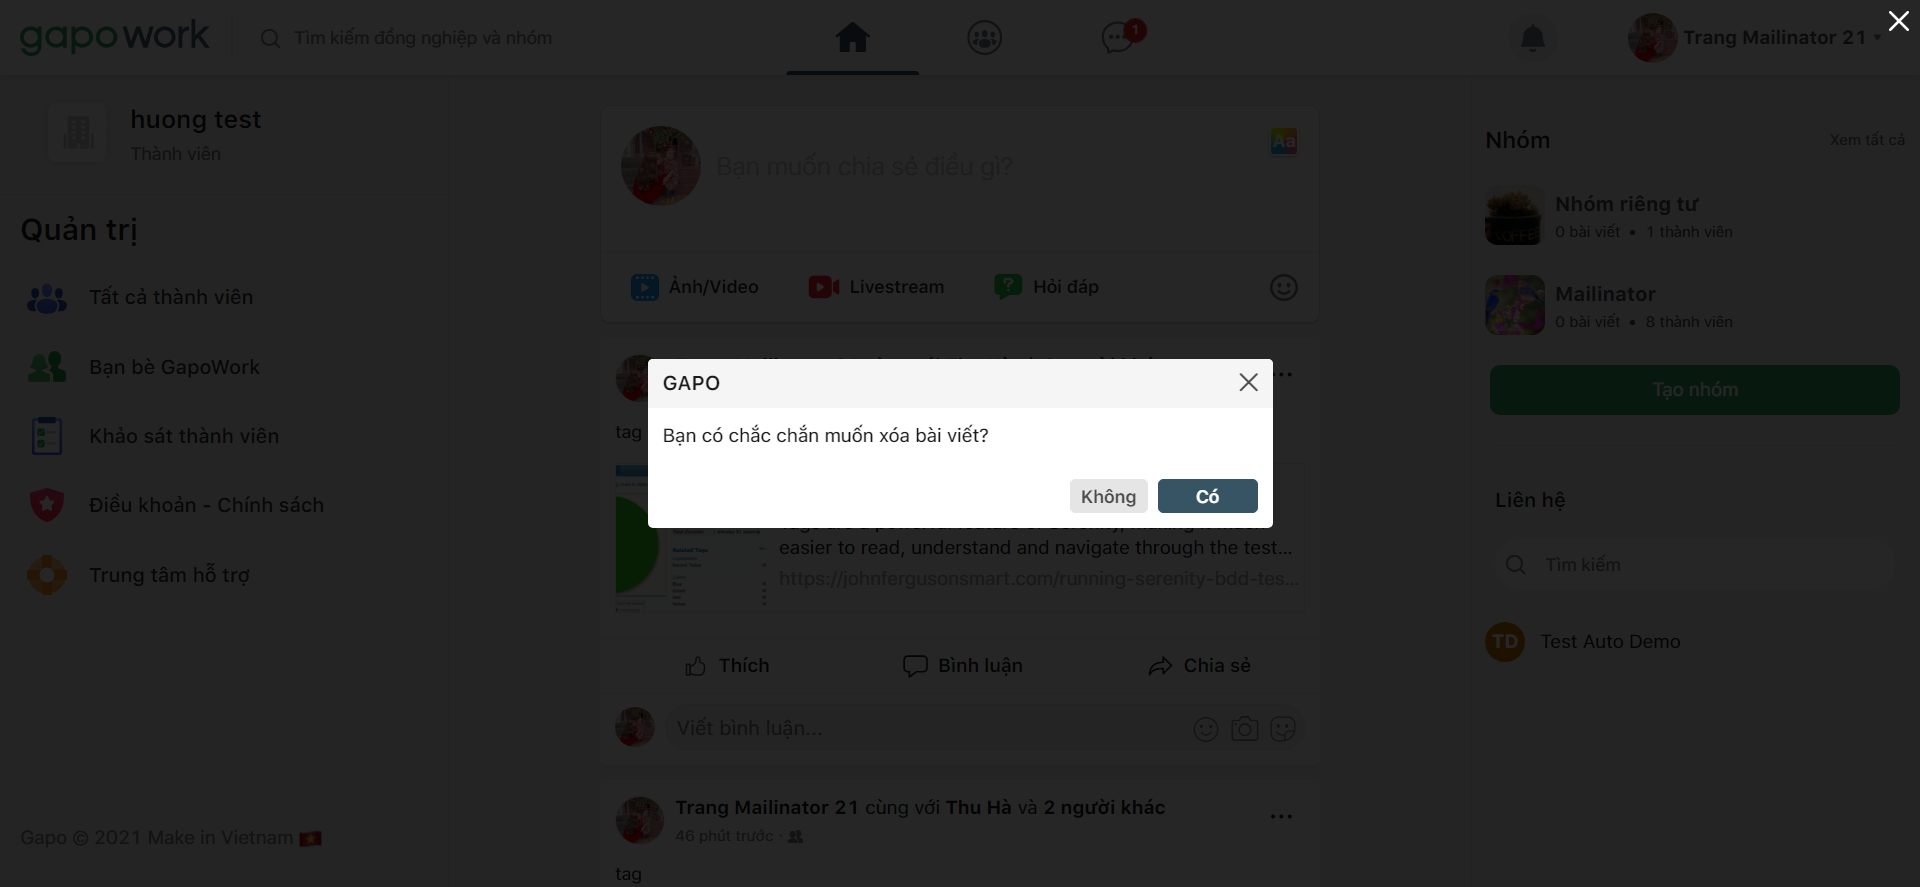 gapowork
Tìm kiếm đồng nghiệp và nhóm
1
Trang Mailinator 21
huong test
Thành viên
Quản trị
Tất cả thành viên
Bạn bè GapoWork
Khảo sát thành viên
Điều khoản - Chính sách
Trung tâm hỗ trợ
Gapo © 2021 Make in Vietnam
Bạn muốn chia sẻ điều gì?
Aa
Ảnh/Video
Livestream
Hỏi đáp
GAPO
Bạn có chắc chắn muốn xóa bài viết?
Không
Có
tag
easier to read, understand and navigate through the test...
https://johnfergusonsmart.com/running-serenity-bdd-tes...
Related Tags
Thích
Bình luận
Chia sẻ
Viết bình luận...
Trang Mailinator 21 cùng với Thu Hà và 2 người khác
46 phút trước ·
tag
Nhóm
Xem tất cả
Nhóm riêng tư
0 bài viết • 1 thành viên
Mailinator
0 bài viết • 8 thành viên
Tạo nhóm
Liên hệ
Tìm kiếm
TD
Test Auto Demo